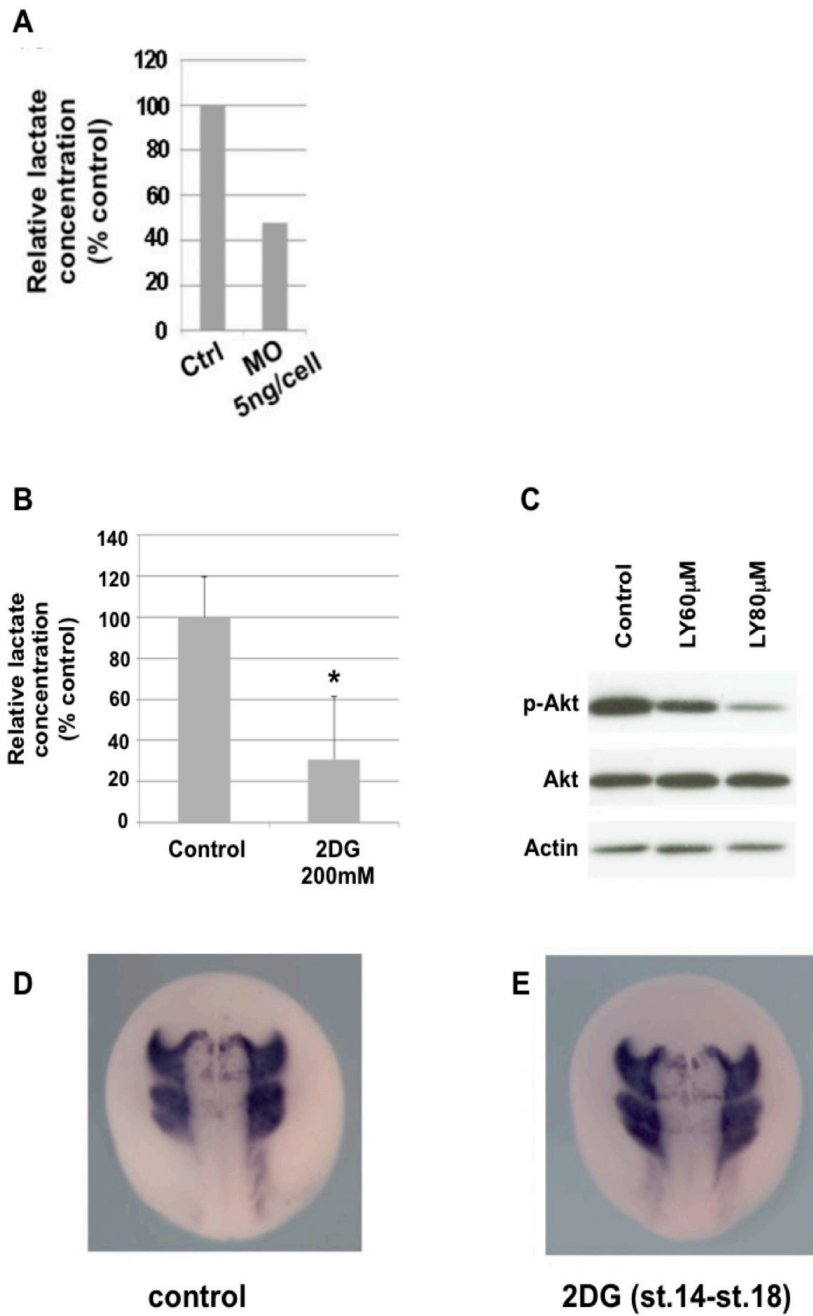 A
Relative lactate
concentration
(% control)
120
100
80
60
40
20
0
Ctrl
MO
5ng/cell
B
Relative lactate
concentration
(% control)
140
120
100
80
60
40
20
0
*
Control
2DG
200mM
C
Control
LY60µM
LY80µM
p-Akt
Akt
Actin
D
control
E
2DG (st.14-st.18)